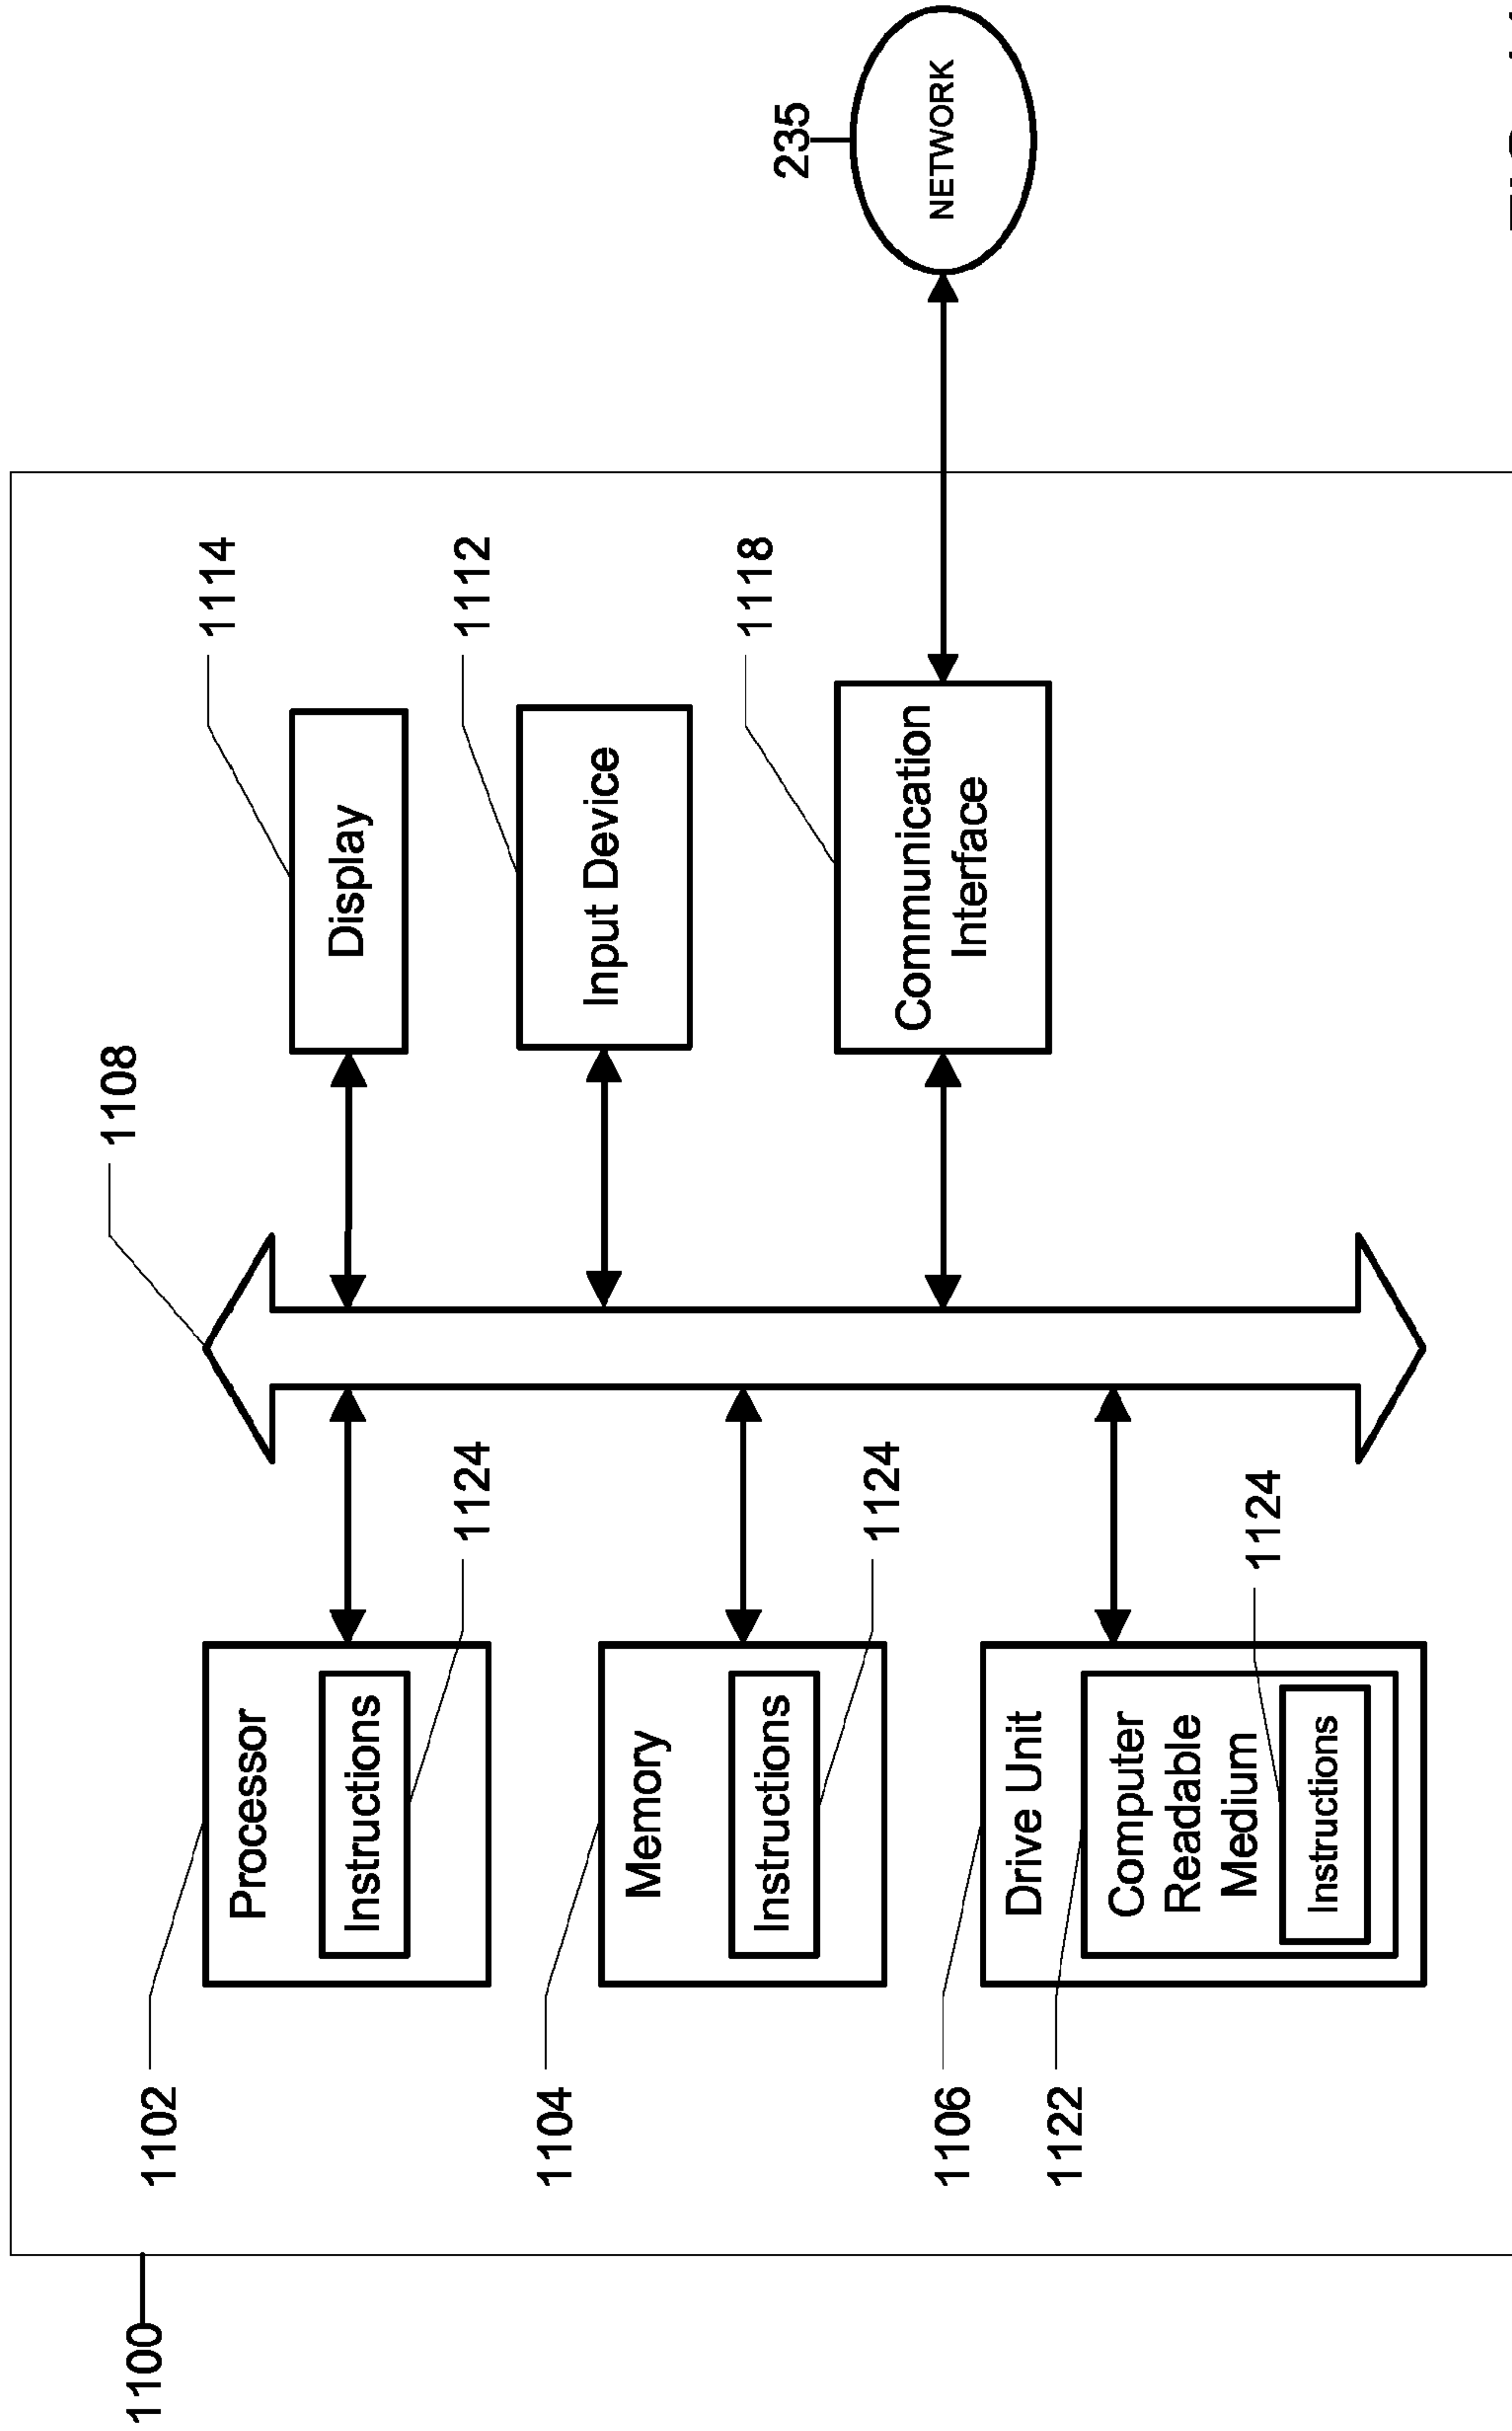 1100
1102
Processor
Instructions
1124
1104
Memory
Instructions
1124
1106
Drive Unit
1122
Computer
Readable
Medium
Instructions
1124
1108
1114
Display
1112
Input Device
1118
Communication
Interface
235
NETWORK